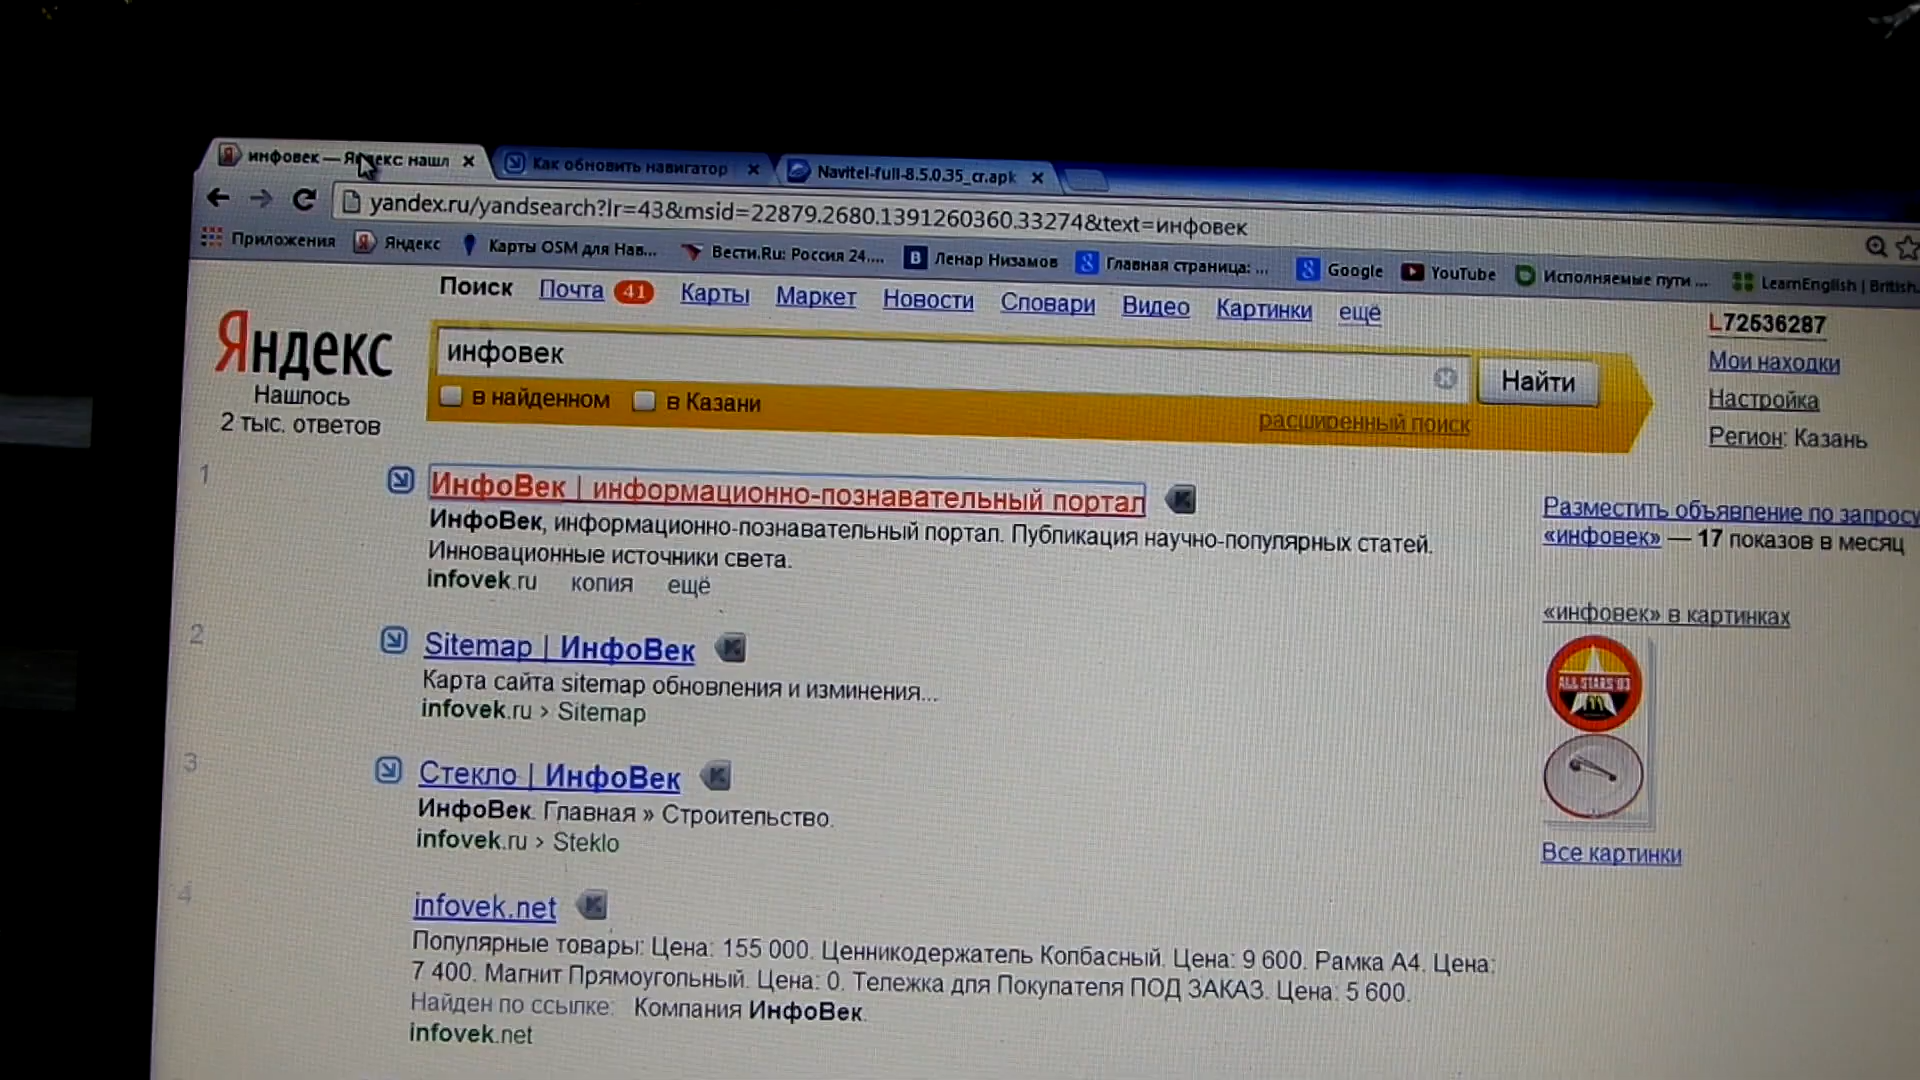 инфовек — Яндекс нашл
Как обновить навигатор
Navitel-full-8.5.0.35_cr.apk
yandex.ru/yandsearch?lr=43&msid=22879.2680.1391260360.33274&text=инфовек
Приложения
Яндекс
Карты OSM для Нав...
Вести.Ru: Россия 24....
Ленар Низамов
Главная страница: ...
Google
YouTube
Исполняемые пути ...
LearnEnglish | British
Поиск Почта 41 Карты Маркет Новости Словари Видео Картинки ещё
L72536287
Мои находки
Настройка
Регион: Казань
Яндекс
Нашлось
2 тыс. ответов
инфовек
Найти
в найденном
в Казани
расширенный поиск
1
ИнфоВек | информационно-познавательный портал
ИнфоВек, информационно-познавательный портал. Публикация научно-популярных статей.
Инновационные источники света.
infovek.ru копия ещё
2
Sitemap | ИнфоВек
Карта сайта sitemap обновления и изминения...
infovek.ru › Sitemap
3
Стекло | ИнфоВек
ИнфоВек. Главная » Строительство.
infovek.ru › Steklo
4
infovek.net
Популярные товары: Цена: 155 000. Ценникодержатель Колбасный. Цена: 9 600. Рамка А4. Цена:
7 400. Магнит Прямоугольный. Цена: 0. Тележка для Покупателя ПОД ЗАКАЗ. Цена: 5 600.
Найден по ссылке: Компания ИнфоВек.
infovek.net
Разместить объявление по запросу
«инфовек» — 17 показов в месяц
«инфовек» в картинках
ALL STARS'03
Все картинки